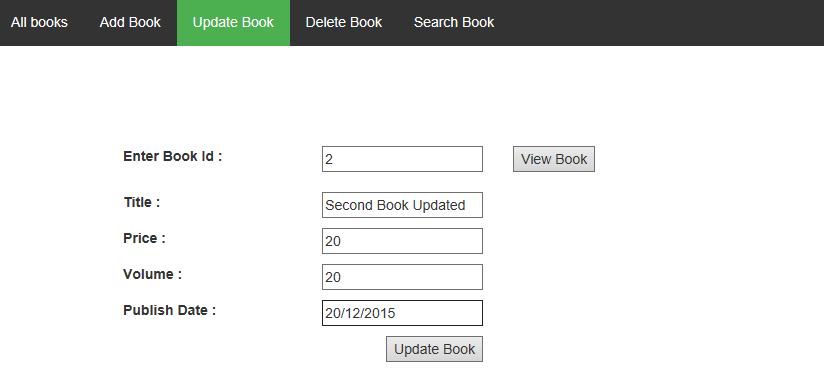 All books Add Book Update Book Delete Book Search Book
Enter Book Id : 2 View Book
Title : Second Book Updated
Price : 20
Volume : 20
Publish Date : 20/12/2015
Update Book